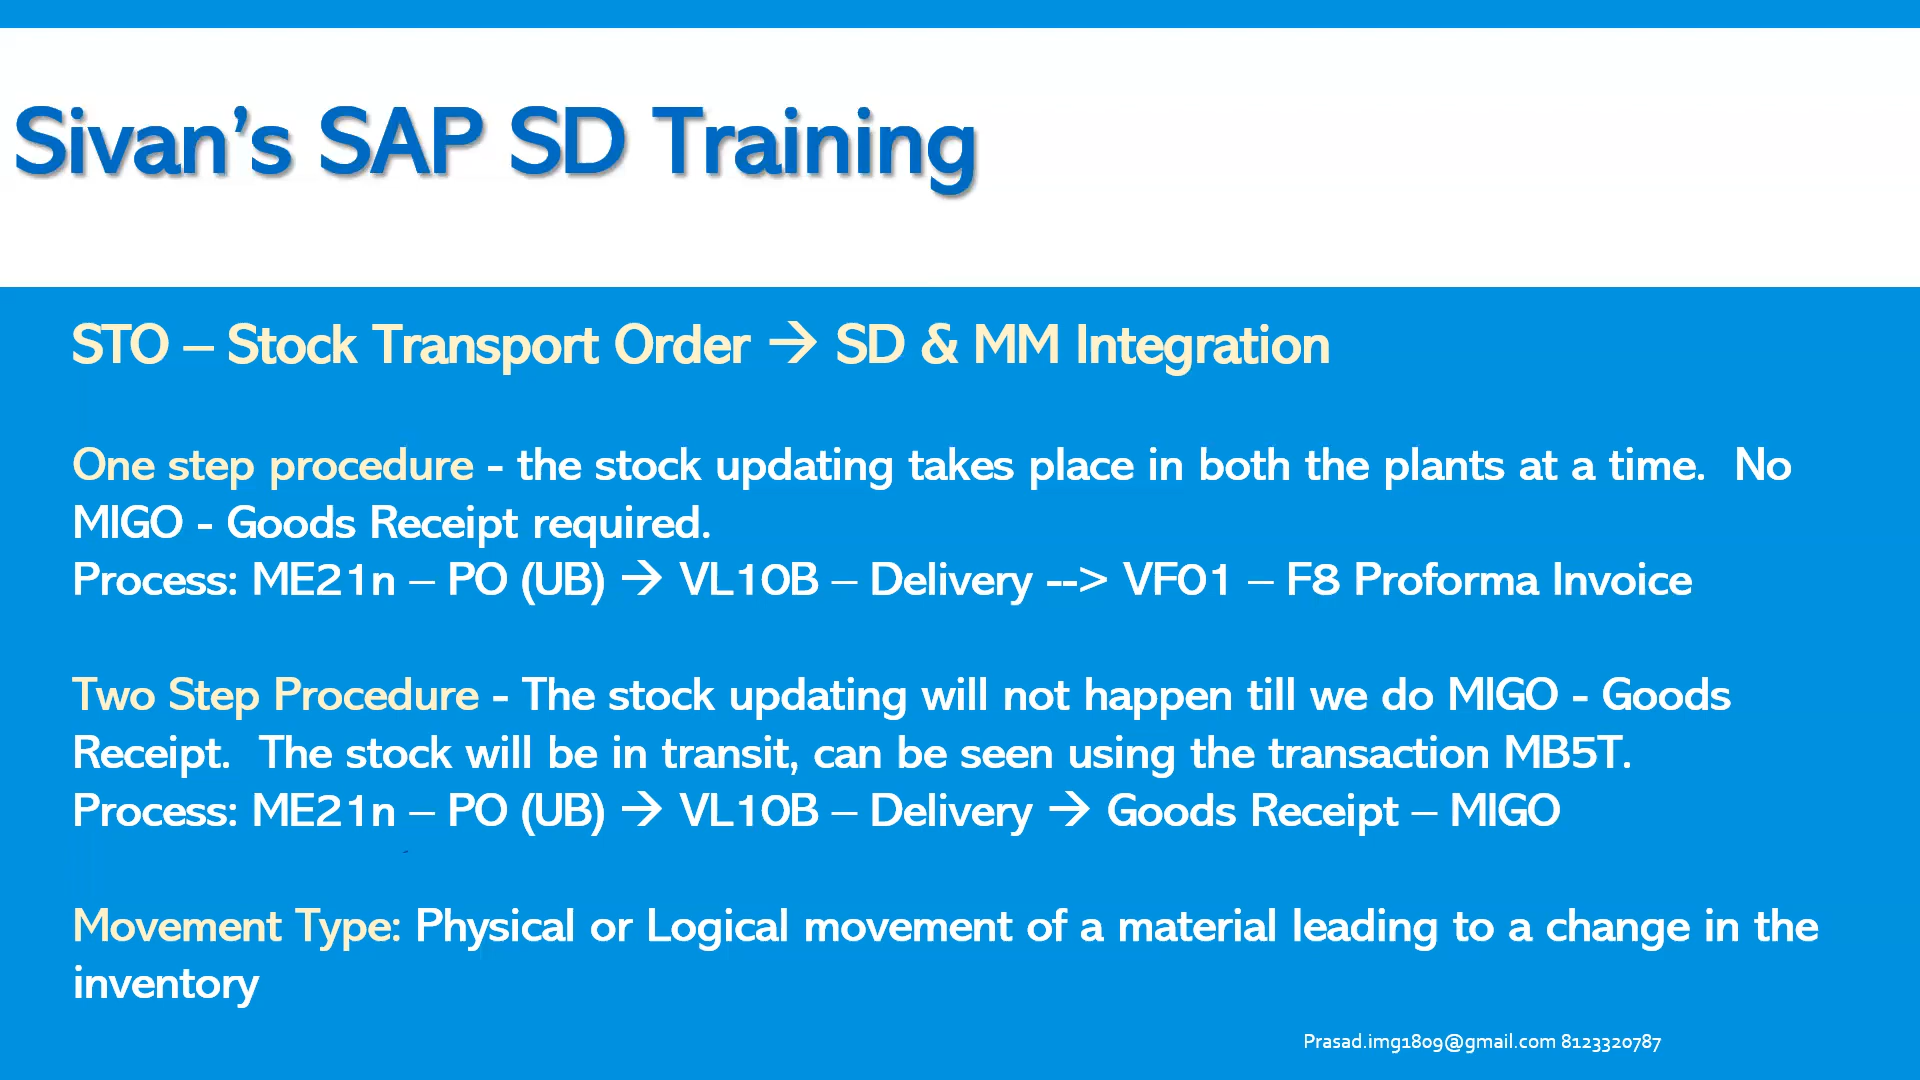 Sivan’s SAP SD Training
STO – Stock Transport Order → SD & MM Integration
One step procedure - the stock updating takes place in both the plants at a time.  No
MIGO - Goods Receipt required.
Process: ME21n – PO (UB) → VL10B – Delivery --> VF01 – F8 Proforma Invoice
Two Step Procedure - The stock updating will not happen till we do MIGO - Goods
Receipt.  The stock will be in transit, can be seen using the transaction MB5T.
Process: ME21n – PO (UB) → VL10B – Delivery → Goods Receipt – MIGO
Movement Type: Physical or Logical movement of a material leading to a change in the
inventory
Prasad.img1809@gmail.com 8123320787